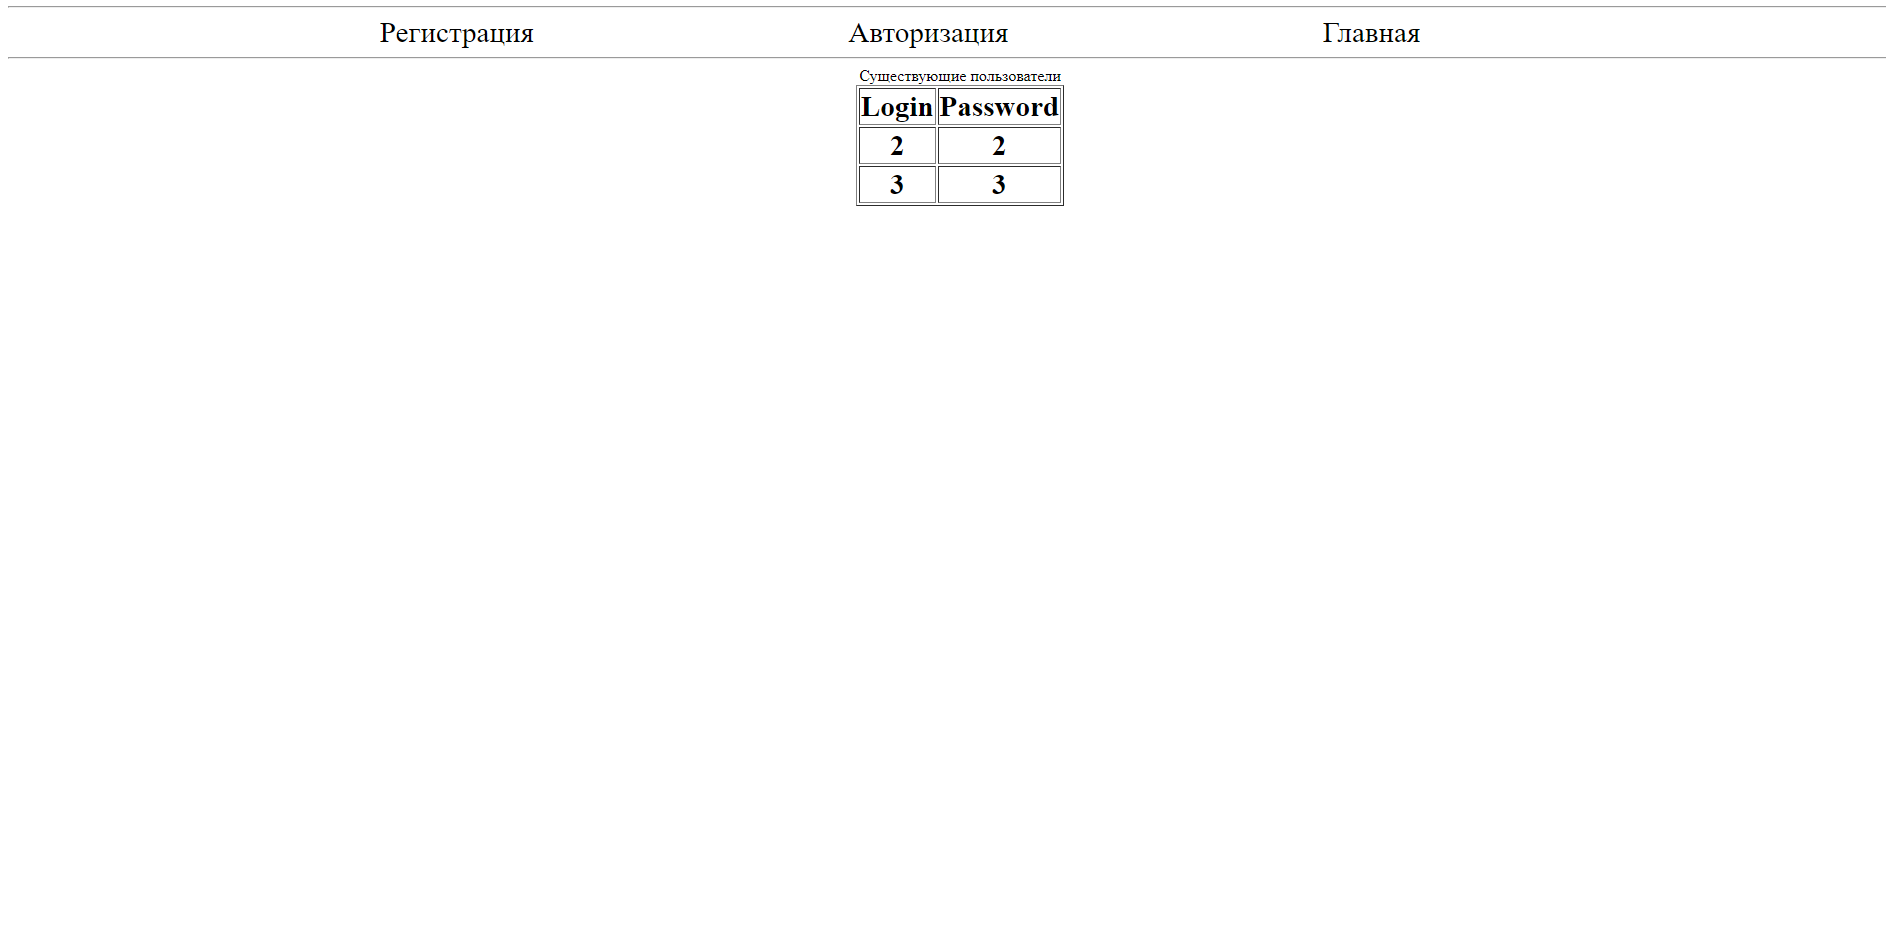 Регистрация Авторизация Главная
Существующие пользователи
Login Password
2 2
3 3